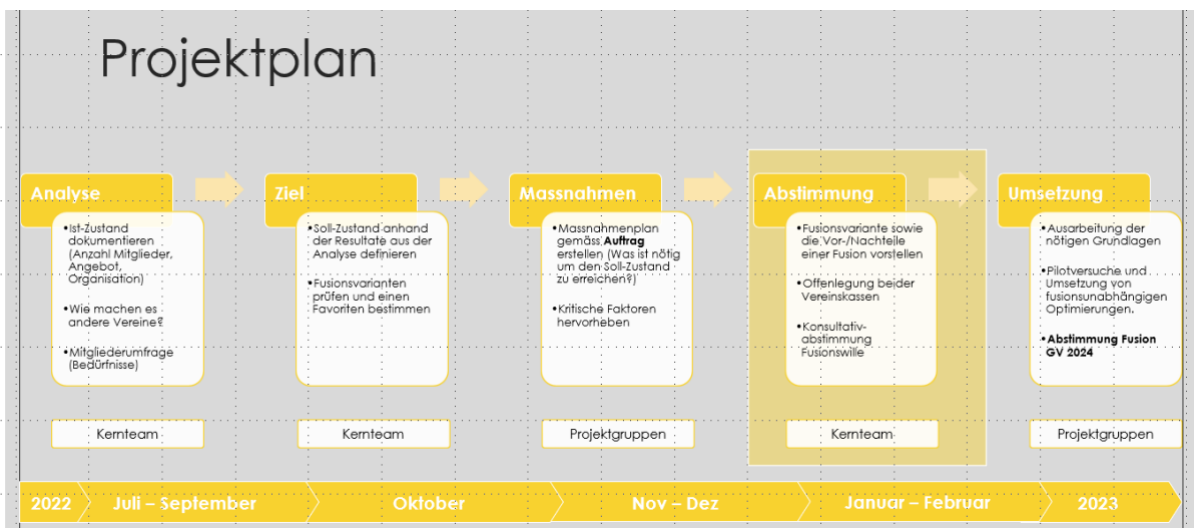 Projektplan
Analyse
•Ist-Zustand
dokumentieren
(Anzahl Mitglieder,
Angebot,
Organisation)
•Wie machen es
andere Vereine?
•Mitgliederumfrage
(Bedürfnisse)
Kernteam
Ziel
•Soll-Zustand anhand
der Resultate aus der
Analyse definieren
•Fusionsvarianten
prüfen und einen
Favoriten bestimmen
Kernteam
Massnahmen
•Massnahmenplan
gemäss Auftrag
erstellen (Was ist nötig
um den Soll-Zustand
zu erreichen?)
•Kritische Faktoren
hervorheben
Projektgruppen
Abstimmung
•Fusionsvariante sowie
die Vor-/Nachteile
einer Fusion vorstellen
•Offenlegung beider
Vereinskassen
•Konsultativ-
abstimmung
Fusionswille
Kernteam
Umsetzung
•Ausarbeitung der
nötigen Grundlagen
•Pilotversuche und
Umsetzung von
fusionsunabhängigen
Optimierungen.
•Abstimmung Fusion
GV 2024
Projektgruppen
2022
Juli – September
Oktober
Nov – Dez
Januar – Februar
2023